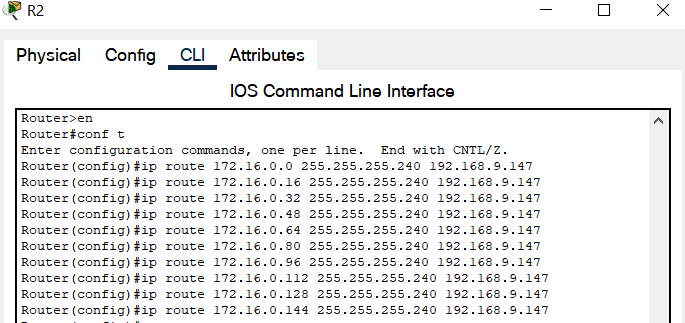 R2
Physical Config CLI Attributes
IOS Command Line Interface
Router>en
Router#conf t
Enter configuration commands, one per line.  End with CNTL/Z.
Router(config)#ip route 172.16.0.0 255.255.255.240 192.168.9.147
Router(config)#ip route 172.16.0.16 255.255.255.240 192.168.9.147
Router(config)#ip route 172.16.0.32 255.255.255.240 192.168.9.147
Router(config)#ip route 172.16.0.48 255.255.255.240 192.168.9.147
Router(config)#ip route 172.16.0.64 255.255.255.240 192.168.9.147
Router(config)#ip route 172.16.0.80 255.255.255.240 192.168.9.147
Router(config)#ip route 172.16.0.96 255.255.255.240 192.168.9.147
Router(config)#ip route 172.16.0.112 255.255.255.240 192.168.9.147
Router(config)#ip route 172.16.0.128 255.255.255.240 192.168.9.147
Router(config)#ip route 172.16.0.144 255.255.255.240 192.168.9.147